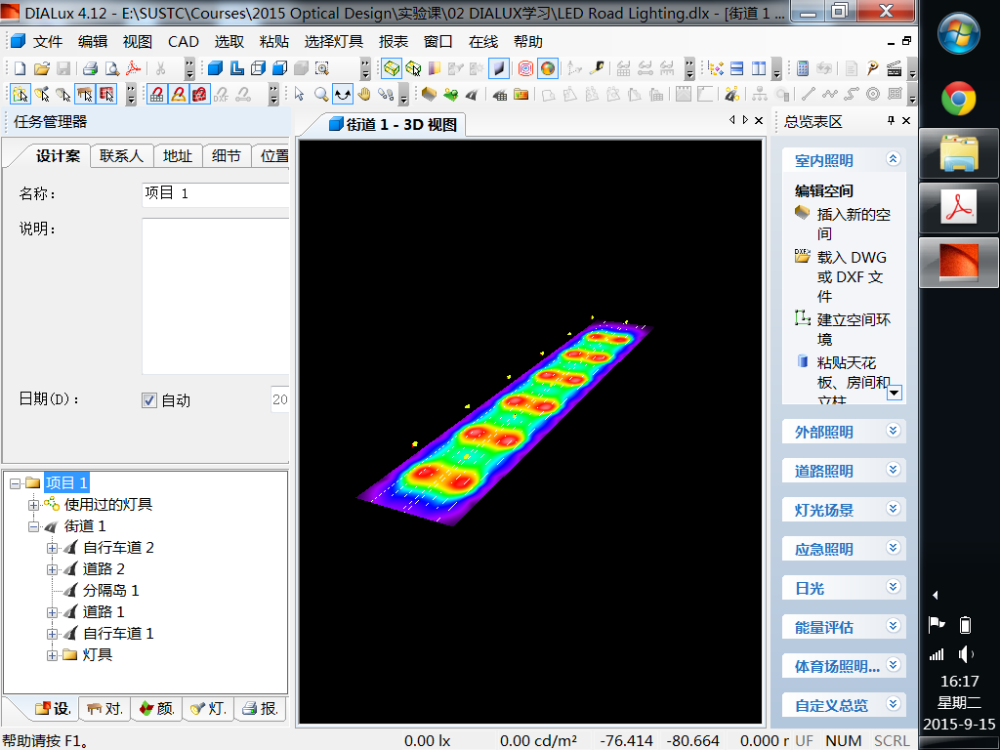 DIALux 4.12 - E:\SUSTC\Courses\2015 Optical Design\实验课\02 DIALUX学习\LED Road Lighting.dlx - [街道 1 ...
文件 编辑 视图 CAD 选取 粘贴 选择灯具 报表 窗口 在线 帮助
任务管理器
设计案 联系人 地址 细节 位置
名称：
项目 1
说明：
日期(D)：
自动
20
项目 1
使用过的灯具
街道 1
自行车道 2
道路 2
分隔岛 1
道路 1
自行车道 1
灯具
设. 对. 颜. 灯. 报.
街道 1 - 3D 视图
总览表区
室内照明
编辑空间
插入新的空
间
载入 DWG
或 DXF 文
件
建立空间环
境
粘贴天花
板、房间和
立柱
外部照明
道路照明
灯光场景
应急照明
日光
能量评估
体育场照明...
自定义总览
帮助请按 F1。
0.00 lx 0.00 cd/m² -76.414 -80.664 0.000 r UF NUM SCRL
16:17
星期二
2015-9-15